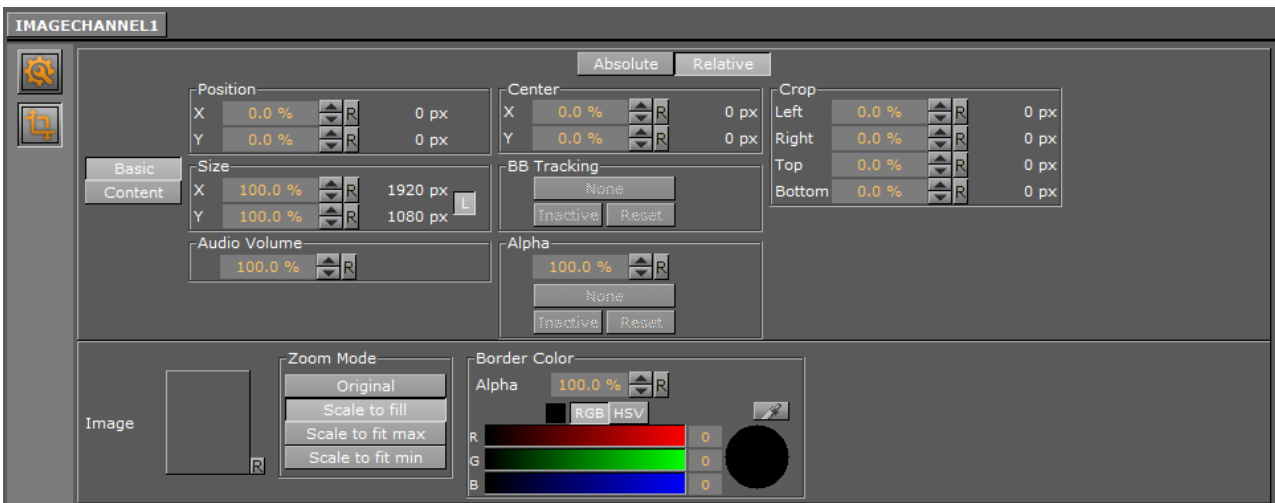 IMAGECHANNEL1
Absolute Relative
Position Center Crop
X 0.0 % R 0 px X 0.0 % R 0 px Left 0.0 % R 0 px
Y 0.0 % R 0 px Y 0.0 % R 0 px Right 0.0 % R 0 px
Basic Size BB Tracking Top 0.0 % R 0 px
Content X 100.0 % R 1920 px L None Bottom 0.0 % R 0 px
Y 100.0 % R 1080 px Inactive Reset
Audio Volume Alpha
100.0 % R 100.0 % R
None
Inactive Reset
Zoom Mode Border Color
Original Alpha 100.0 % R
Scale to fill RGB HSV
Image Scale to fit max R 0
R Scale to fit min G 0
B 0